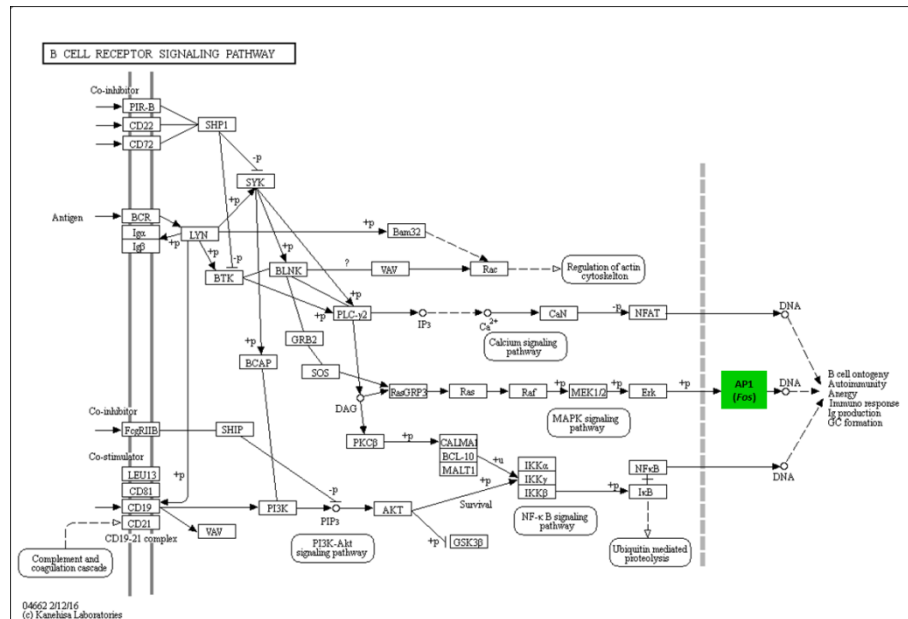 B CELL RECEPTOR SIGNALING PATHWAY
Co-inhibitor
PIR-B
CD22
CD72
SHP1
-p
SYK
+p
Antigen
BCR
Igα
Igβ
+p
LYN
+p
-p
BTK
+p
BLNK
+p
Bam32
?
VAV
Rac
Regulation of actin
cytoskelton
+p
+p
PLC-γ2
IP3
Ca2+
CaN
-p
NFAT
DNA
Calcium signaling
pathway
GRB2
+p
BCAP
SOS
RasGRP3
Ras
Raf
+p
MEK1/2
+p
Erk
+p
AP1
(Fos)
DNA
B cell ontogeny
Autoimmunity
Anergy
Immuno response
Ig production
GC formation
DAG
MAPK signaling
pathway
Co-inhibitor
FcgRIIB
SHIP
PKCβ
+p
CALMA1
BCL-10
MALT1
+u
IKKα
IKKγ
IKKβ
+p
NFκB
IκB
DNA
Co-stimulator
LEU13
CD81
CD19
CD21
+p
CD19-21 complex
VAV
PI3K
-p
PIP3
AKT
+p
Survival
+p
GSK3β
PI3K-Akt
signaling pathway
NF-κ B signaling
pathway
Ubiquitin mediated
proteolysis
Complement and
coagulation cascade
04662 2/12/16
(c) Kanehisa Laboratories